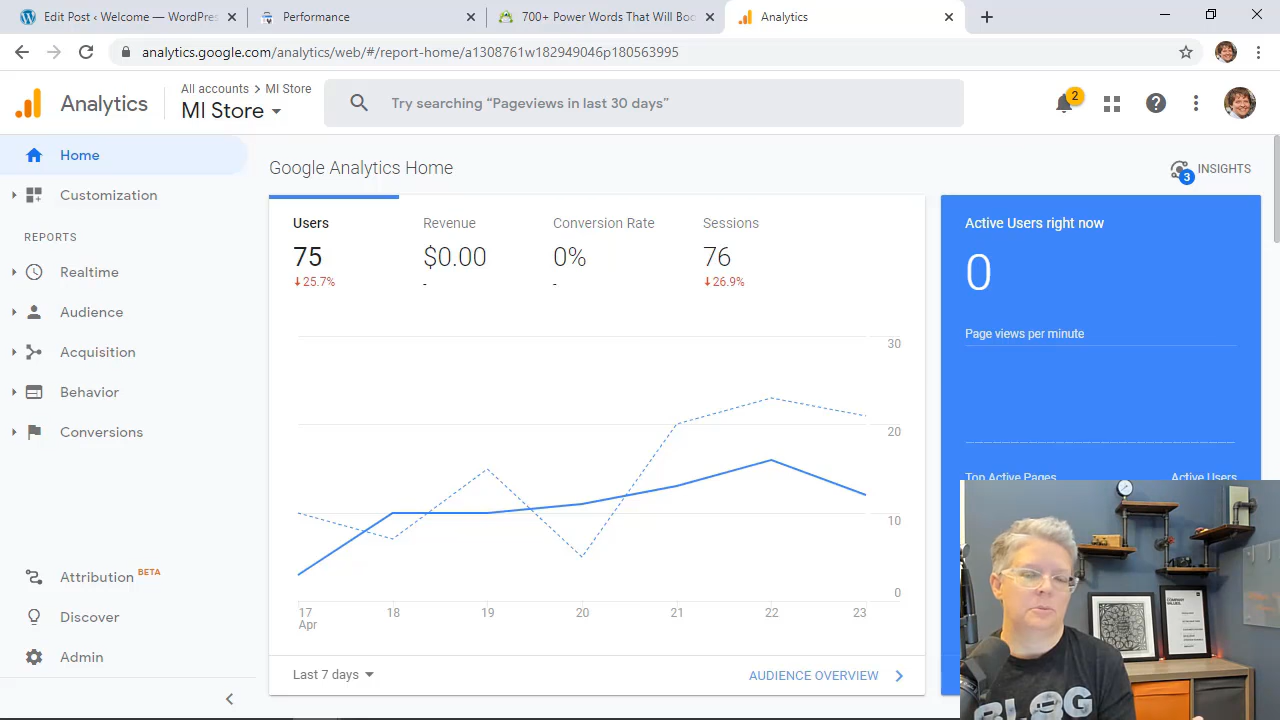 Edit Post ‹ Welcome — WordPres
Performance
700+ Power Words That Will Boo
Analytics
analytics.google.com/analytics/web/#/report-home/a1308761w182949046p180563995
Analytics
All accounts > MI Store
MI Store
Try searching “Pageviews in last 30 days”
2
Home
Customization
REPORTS
Realtime
Audience
Acquisition
Behavior
Conversions
Attribution BETA
Discover
Admin
Google Analytics Home
INSIGHTS
3
Users
75
25.7%
Revenue
$0.00
-
Conversion Rate
0%
-
Sessions
76
26.9%
30
20
10
0
17
Apr
18
19
20
21
22
23
Last 7 days
AUDIENCE OVERVIEW
Active Users right now
0
Page views per minute
Top Active Pages
Active Users
COMPANY
VALUES
BLOG